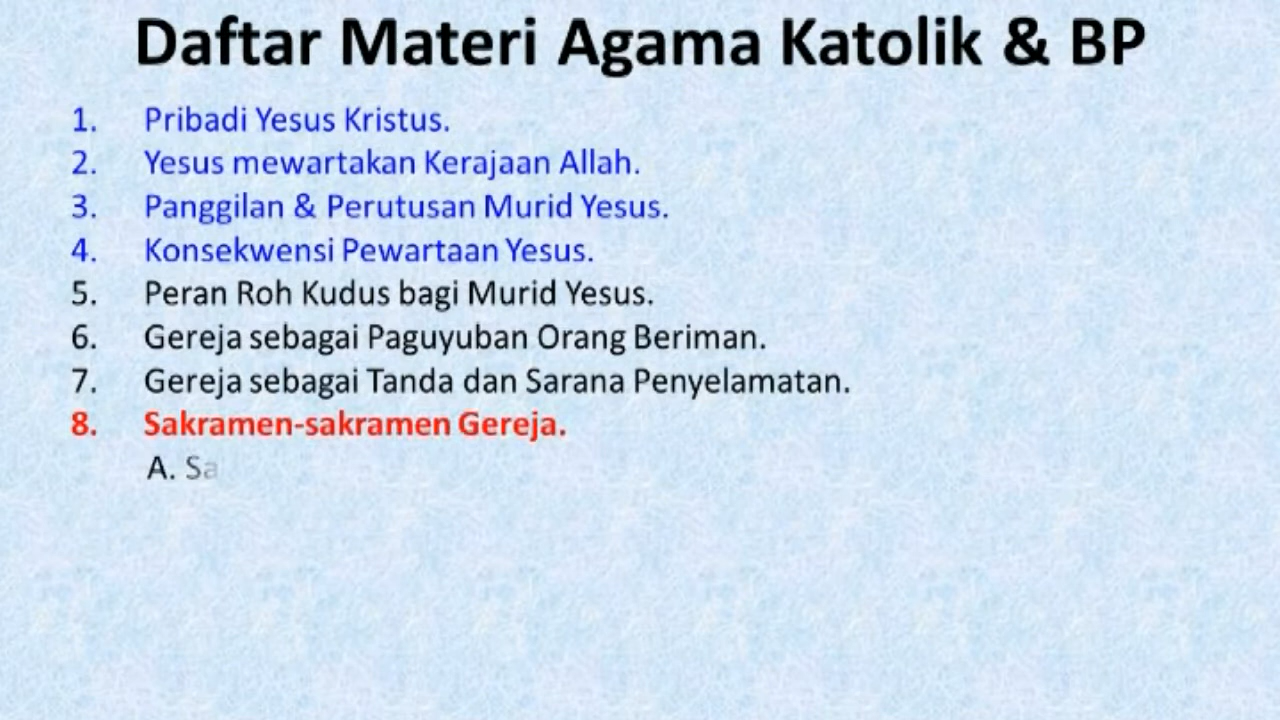 Daftar Materi Agama Katolik & BP
1. Pribadi Yesus Kristus.
2. Yesus mewartakan Kerajaan Allah.
3. Panggilan & Perutusan Murid Yesus.
4. Konsekwensi Pewartaan Yesus.
5. Peran Roh Kudus bagi Murid Yesus.
6. Gereja sebagai Paguyuban Orang Beriman.
7. Gereja sebagai Tanda dan Sarana Penyelamatan.
8. Sakramen-sakramen Gereja.
A. Sa